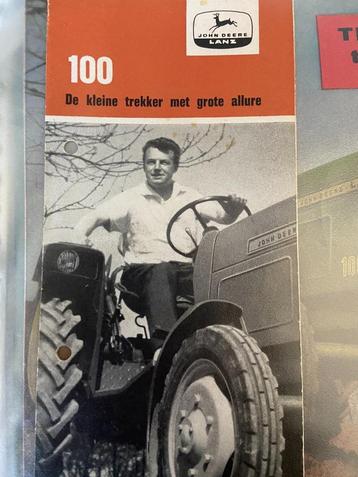 JOHN DEERE
LANZ
100
De kleine trekker met grote allure
JOHN DEERE